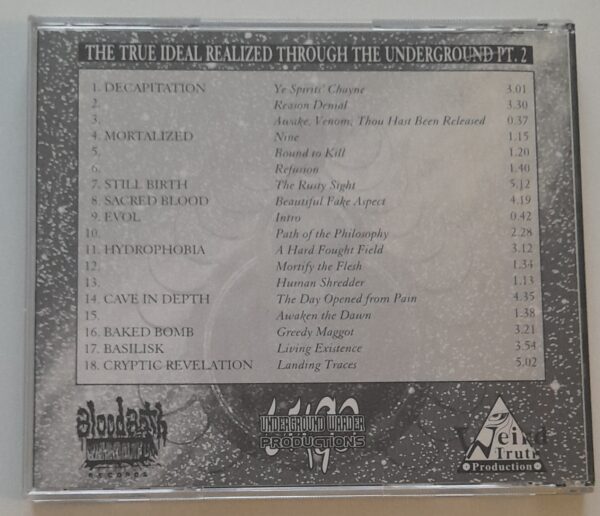 THE TRUE IDEAL REALIZED THROUGH THE UNDERGROUND PT. 2
1. DECAPITATION Ye Spirits' Chayne 3.01
2. Reason Denial 3.30
3. Awake, Venom, Thou Hast Been Released 0.37
4. MORTALIZED Nine 1.15
5. Bound to Kill 1.20
6. Refusion 1.40
7. STILL BIRTH The Rusty Sight 5.12
8. SACRED BLOOD Beautiful Fake Aspect 4.19
9. EVOL Intro 0.42
10. Path of the Philosophy 2.28
11. HYDROPHOBIA A Hard Fought Field 3.12
12. Mortify the Flesh 1.34
13. Human Shredder 1.13
14. CAVE IN DEPTH The Day Opened from Pain 4.35
15. Awaken the Dawn 1.38
16. BAKED BOMB Greedy Maggot 3.21
17. BASILISK Living Existence 3.54
18. CRYPTIC REVELATION Landing Traces 5.02
Bloodbath
RECORDS
UNDERGROUND WARDER
PRODUCTIONS
Weird
Truth
Production